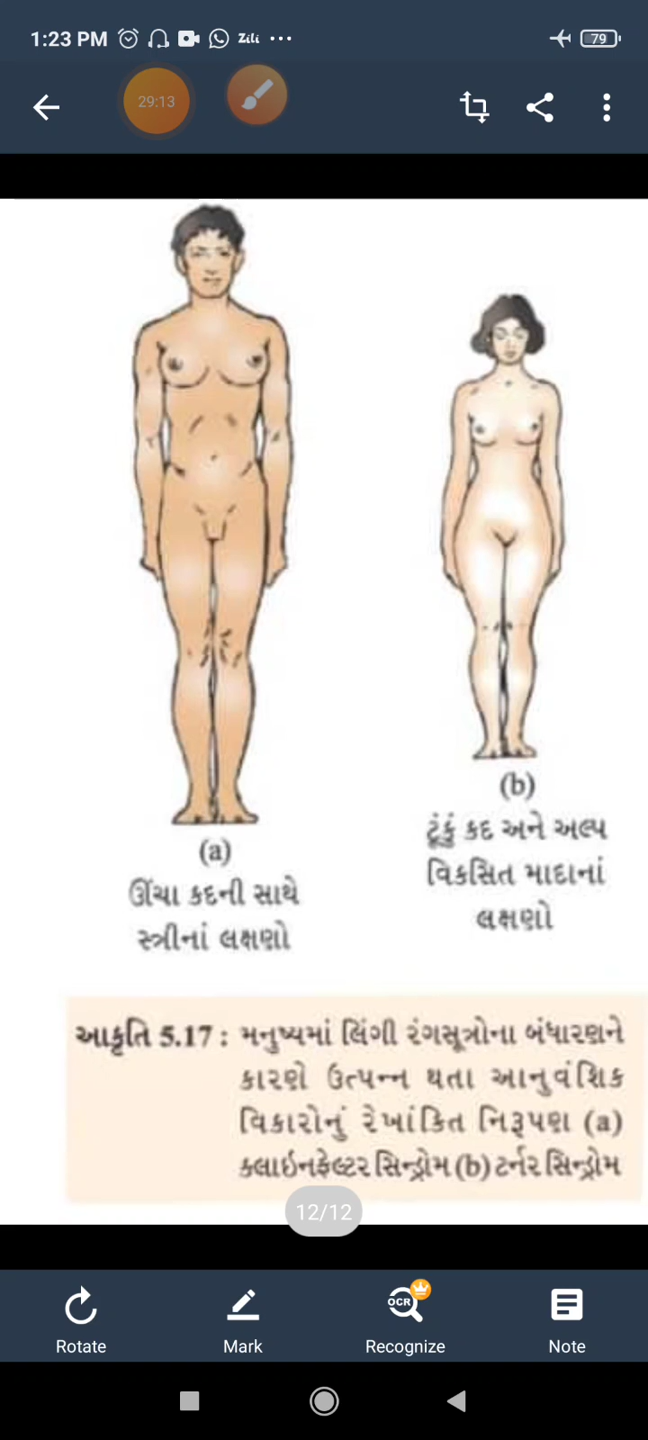 1:23 PM Zili ... 79
29:13
(a)
ઊંચા કદની સાથે
સ્ત્રીનાં લક્ષણો
(b)
ટૂંકું કદ અને અલ્પ
વિકસિત માદાનાં
લક્ષણો
આકૃતિ 5.17 : મનુષ્યમાં લિંગી રંગસૂત્રોના બંધારણને
કારણે ઉત્પન્ન થતા આનુવંશિક
વિકારોનું રેખાંકિત નિરૂપણ (a)
ક્લાઇનફેલ્ટર સિન્ડ્રોમ (b) ટર્નર સિન્ડ્રોમ
12/12
OCR
Rotate Mark Recognize Note